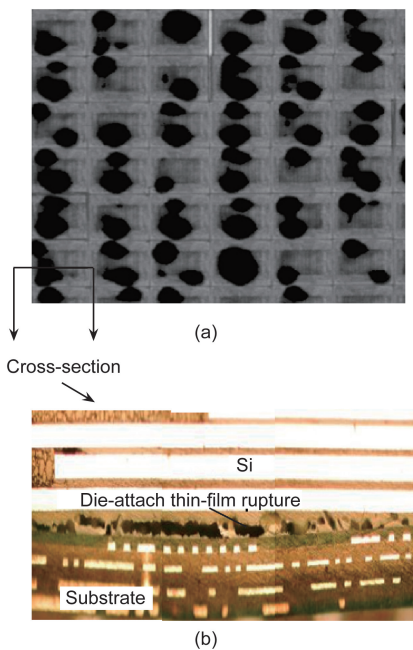 (a)
Cross-section
Si
Die-attach thin-film rupture
Substrate
(b)